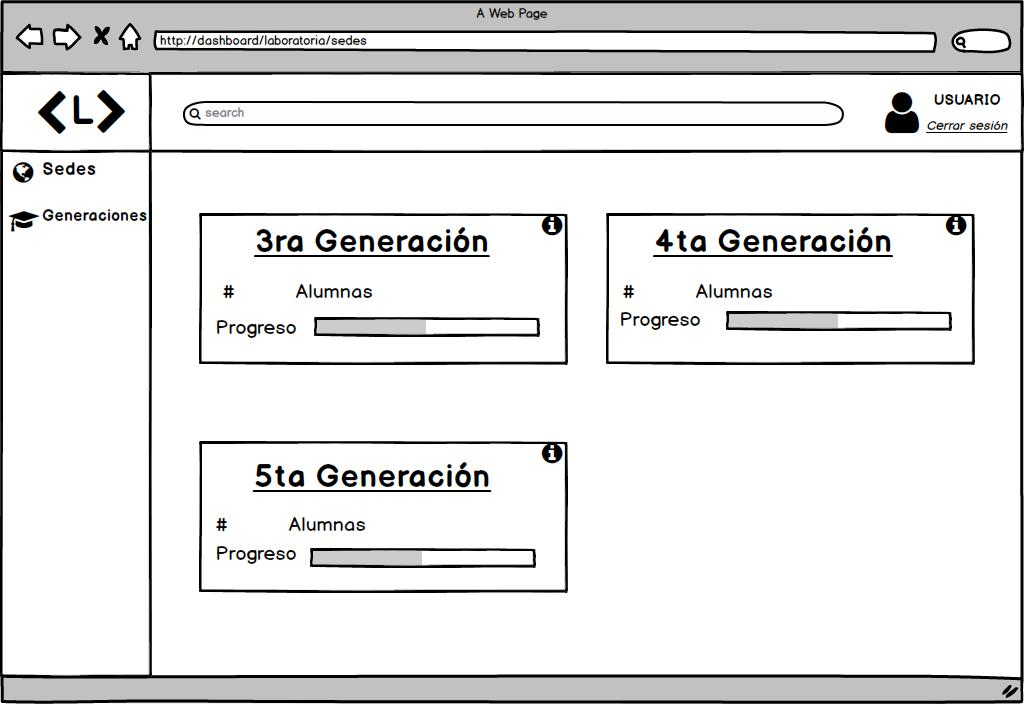 A Web Page
http://dashboard/laboratoria/sedes
<L>
search
USUARIO
Cerrar sesión
Sedes
Generaciones
3ra Generación
# Alumnas
Progreso
4ta Generación
# Alumnas
Progreso
5ta Generación
# Alumnas
Progreso